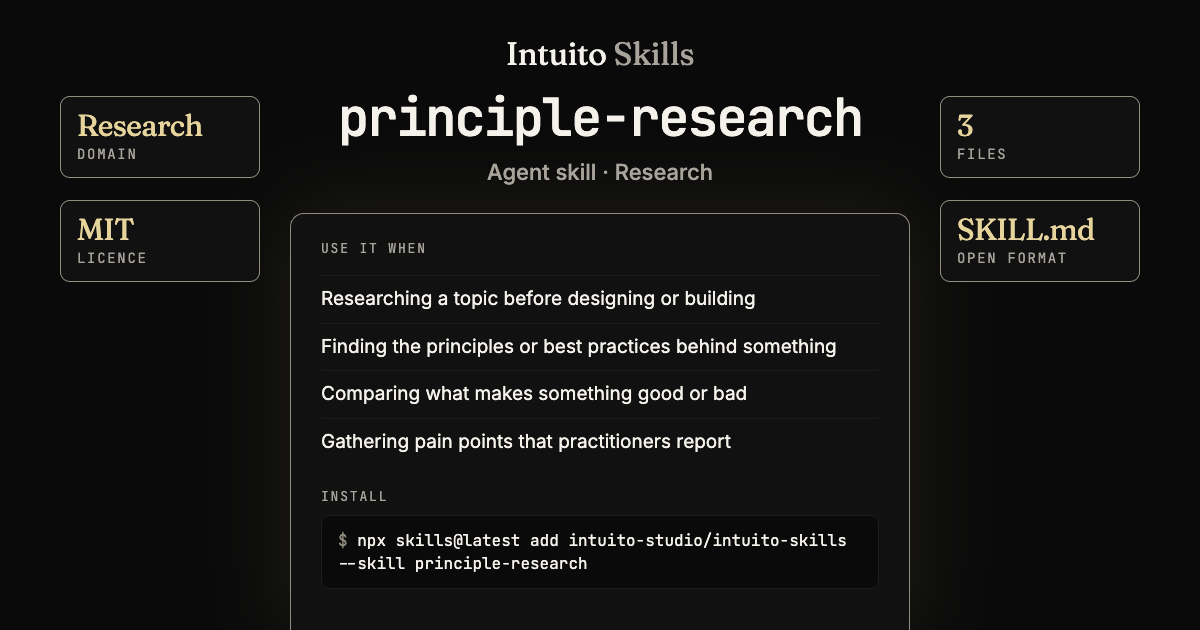 Intuito Skills
principle-research
Agent skill · Research
Research
DOMAIN
MIT
LICENCE
3
FILES
SKILL.md
OPEN FORMAT
USE IT WHEN
Researching a topic before designing or building
Finding the principles or best practices behind something
Comparing what makes something good or bad
Gathering pain points that practitioners report
INSTALL
$ npx skills@latest add intuito-studio/intuito-skills
--skill principle-research